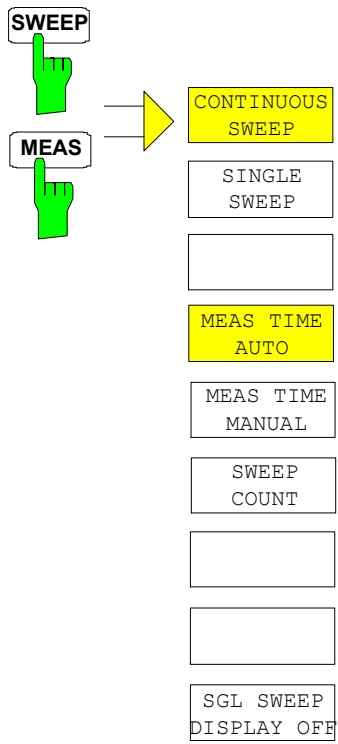 SWEEP
MEAS
CONTINUOUS
SWEEP
SINGLE
SWEEP
MEAS TIME
AUTO
MEAS TIME
MANUAL
SWEEP
COUNT
SGL SWEEP
DISPLAY OFF